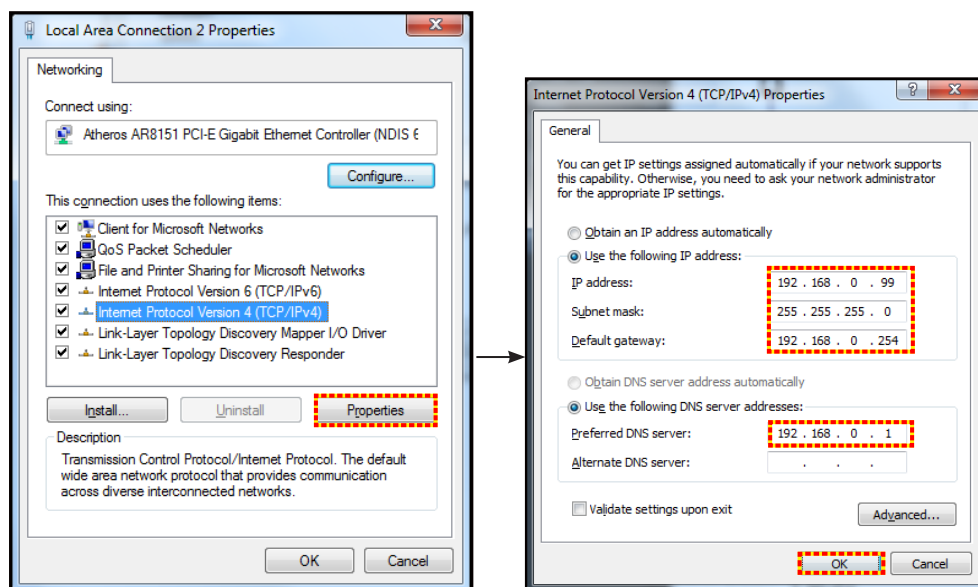 Local Area Connection 2 Properties
Networking
Connect using:
Atheros AR8151 PCI-E Gigabit Ethernet Controller (NDIS 6
Configure...
This connection uses the following items:
Client for Microsoft Networks
QoS Packet Scheduler
File and Printer Sharing for Microsoft Networks
Internet Protocol Version 6 (TCP/IPv6)
Internet Protocol Version 4 (TCP/IPv4)
Link-Layer Topology Discovery Mapper I/O Driver
Link-Layer Topology Discovery Responder
Install...
Uninstall
Properties
Description
Transmission Control Protocol/Internet Protocol. The default
wide area network protocol that provides communication
across diverse interconnected networks.
OK
Cancel
Internet Protocol Version 4 (TCP/IPv4) Properties
General
You can get IP settings assigned automatically if your network supports
this capability. Otherwise, you need to ask your network administrator
for the appropriate IP settings.
Obtain an IP address automatically
Use the following IP address:
IP address: 192 . 168 . 0 . 99
Subnet mask: 255 . 255 . 255 . 0
Default gateway: 192 . 168 . 0 . 254
Obtain DNS server address automatically
Use the following DNS server addresses:
Preferred DNS server: 192 . 168 . 0 . 1
Alternate DNS server: . . .
Validate settings upon exit
Advanced...
OK
Cancel